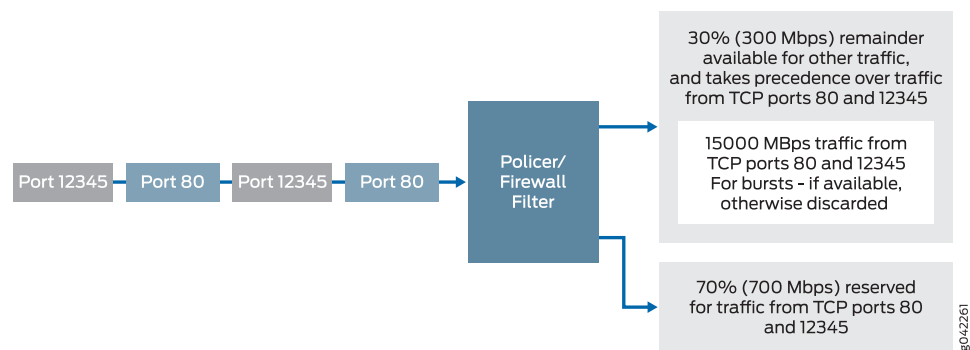 30% (300 Mbps) remainder
available for other traffic,
and takes precedence over traffic
from TCP ports 80 and 12345
15000 MBps traffic from
TCP ports 80 and 12345
For bursts - if available,
otherwise discarded
Port 12345
Port 80
Port 12345
Port 80
Policer/
Firewall
Filter
70% (700 Mbps) reserved
for traffic from TCP ports 80
and 12345
g042261